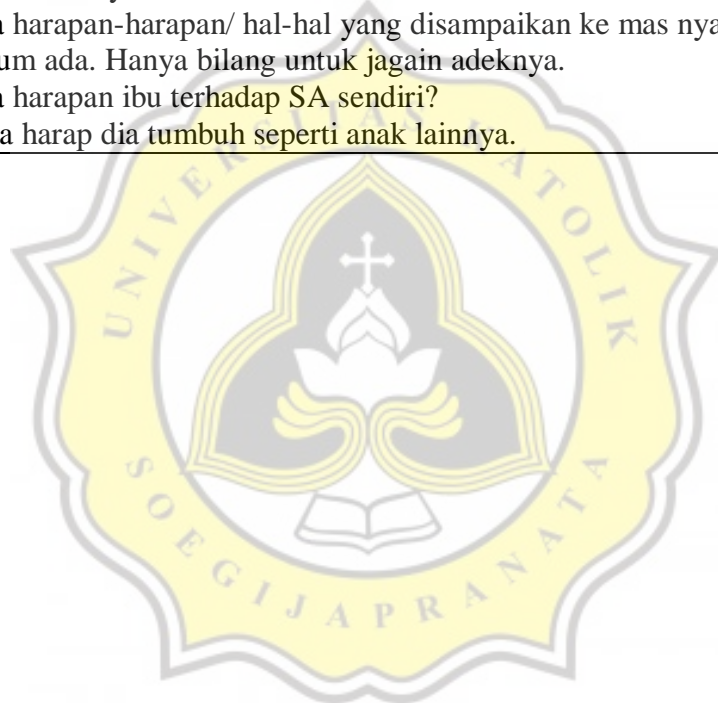 harapan-harapan/ hal-hal yang disampaikan ke mas nya
ada. Hanya bilang untuk jagain adeknya.
harapan ibu terhadap SA sendiri?
harap dia tumbuh seperti anak lainnya.
UNIVERSITAS KATOLIK
SOEGIJAPRANATA